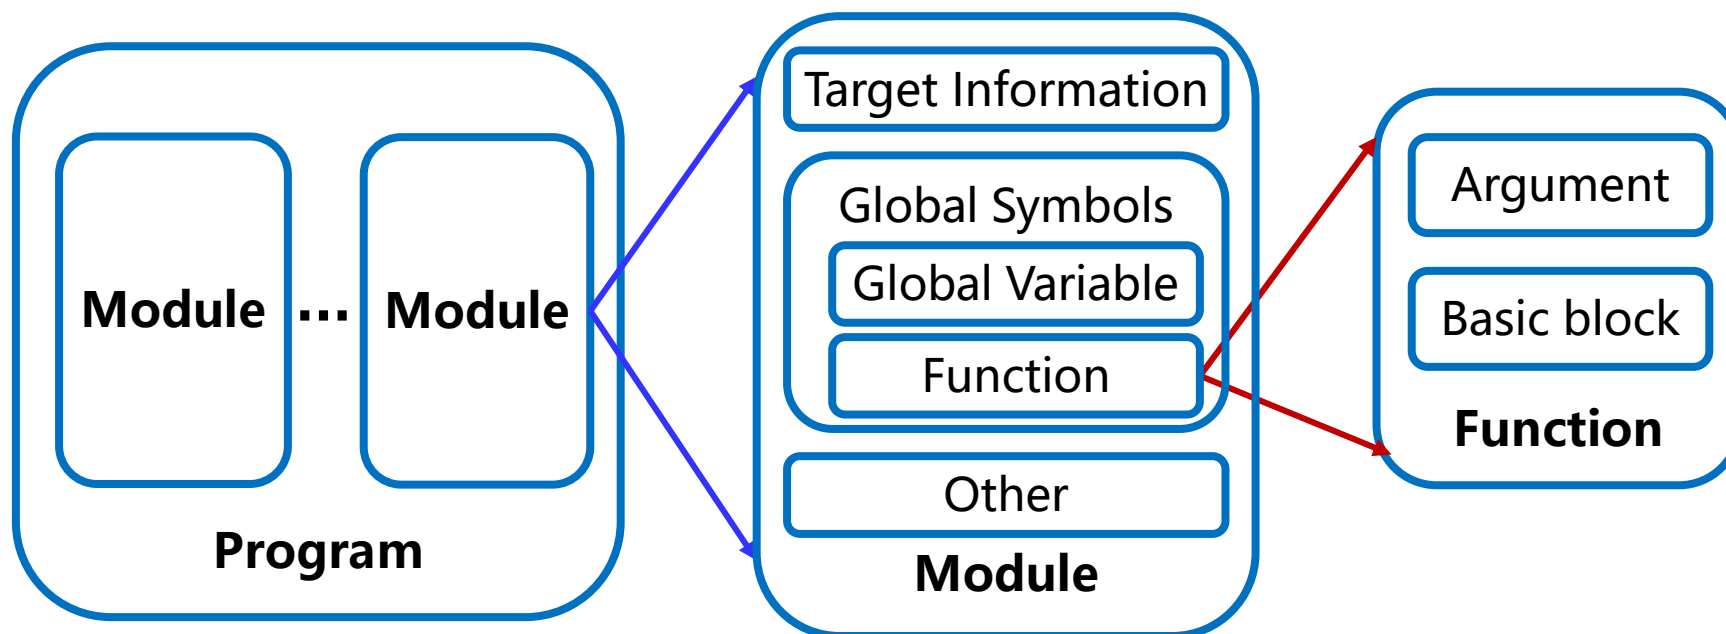 Module
...
Module
Program
Target Information
Global Symbols
Global Variable
Function
Other
Module
Argument
Basic block
Function